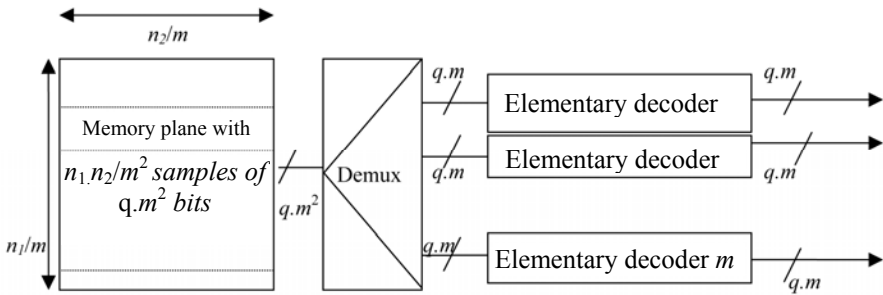 n₂/m
n₁/m
Memory plane with
n₁.n₂/m² samples of
q.m² bits
q.m²
Demux
q.m
Elementary decoder
q.m
q.m
Elementary decoder
q.m
q.m
Elementary decoder m
q.m